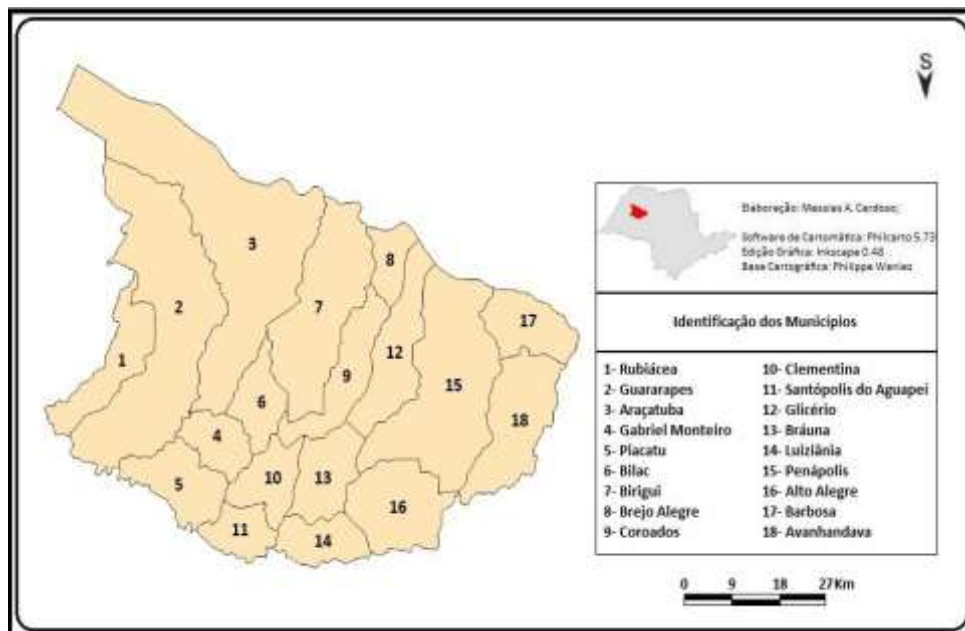 S
3
8
2
7
17
1
12
9
15
6
18
4
10
13
5
16
11
14
Elaboração: Messias A. Cardoso;
Software de Cartomática: Philcarto 5.73
Edição Gráfica: Inkscape 0.48
Base Cartográfica: Philippe Waniez
Identificação dos Municípios
1- Rubiácea
2- Guararapes
3- Araçatuba
4- Gabriel Monteiro
5- Piacatu
6- Bilac
7- Birigui
8- Brejo Alegre
9- Coroados
10- Clementina
11- Santópolis do Aguapei
12- Glicério
13- Bráuna
14- Luiziânia
15- Penápolis
16- Alto Alegre
17- Barbosa
18- Avanhandava
0 9 18 27Km